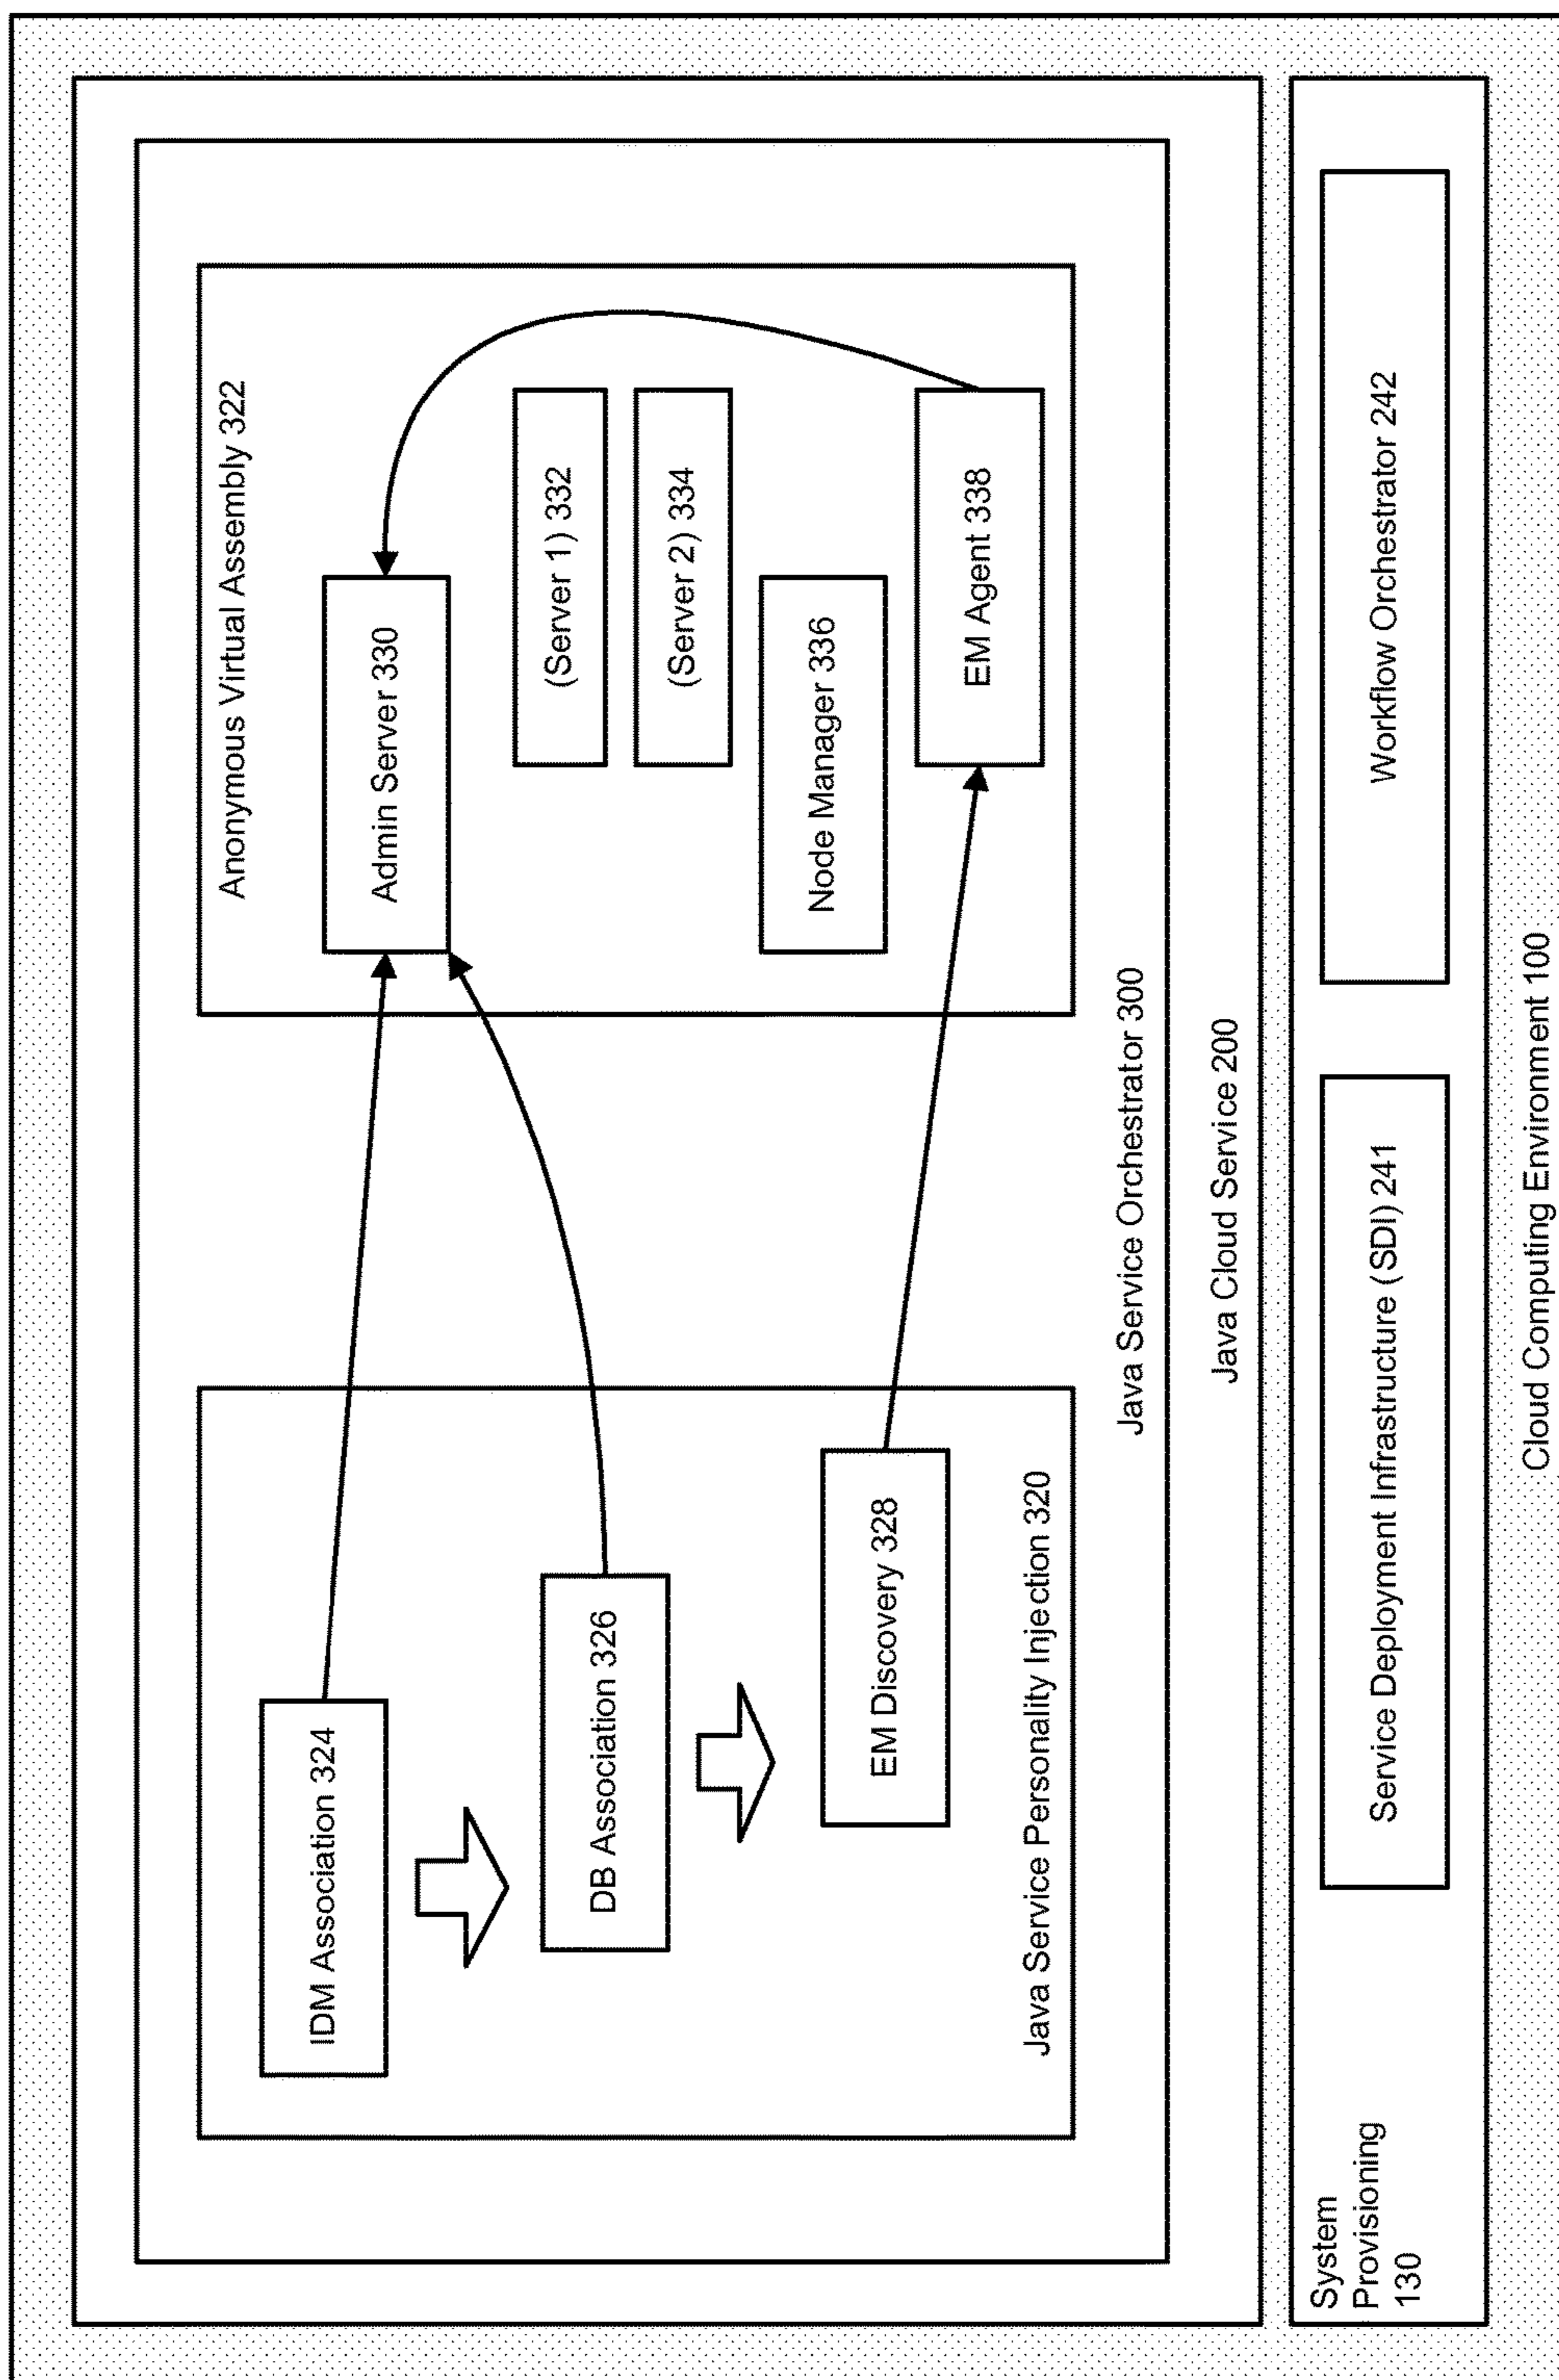 IDM Association 324
DB Association 326
EM Discovery 328
Java Service Personality Injection 320
Anonymous Virtual Assembly 322
Admin Server 330
(Server 1) 332
(Server 2) 334
Node Manager 336
EM Agent 338
Java Service Orchestrator 300
Java Cloud Service 200
System
Provisioning
130
Service Deployment Infrastructure (SDI) 241
Workflow Orchestrator 242
Cloud Computing Environment 100